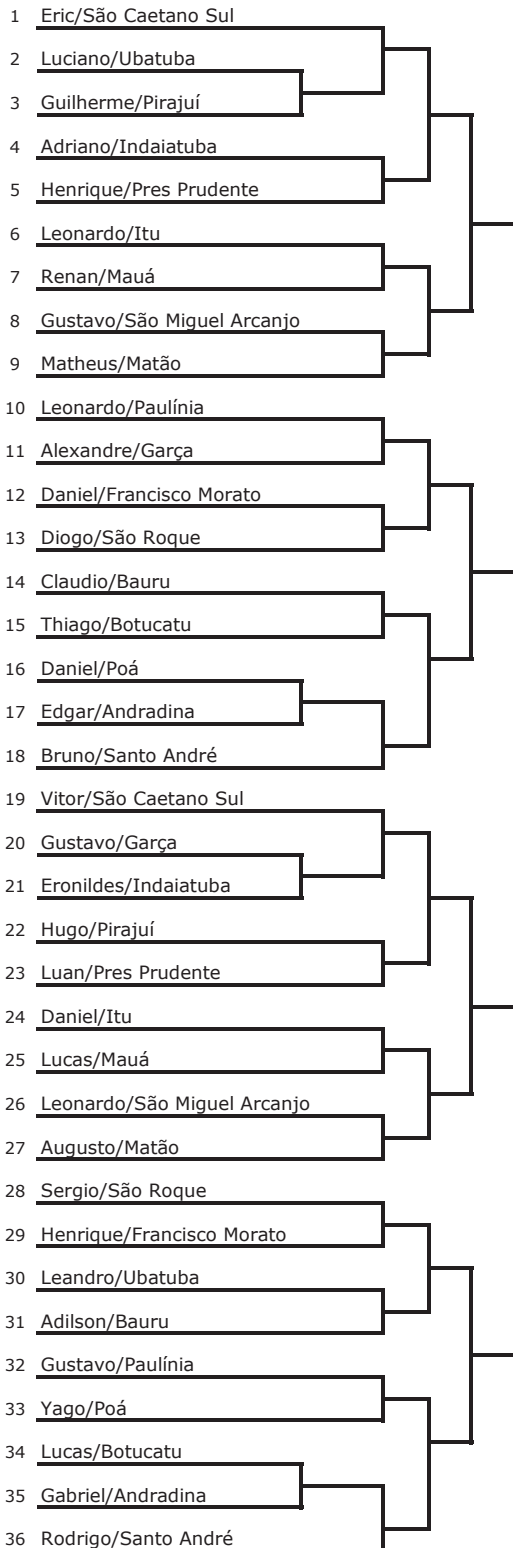 1 Eric/São Caetano Sul
2 Luciano/Ubatuba
3 Guilherme/Pirajuí
4 Adriano/Indaiatuba
5 Henrique/Pres Prudente
6 Leonardo/Itu
7 Renan/Mauá
8 Gustavo/São Miguel Arcanjo
9 Matheus/Matão
10 Leonardo/Paulínia
11 Alexandre/Garça
12 Daniel/Francisco Morato
13 Diogo/São Roque
14 Claudio/Bauru
15 Thiago/Botucatu
16 Daniel/Poá
17 Edgar/Andradina
18 Bruno/Santo André
19 Vitor/São Caetano Sul
20 Gustavo/Garça
21 Eronildes/Indaiatuba
22 Hugo/Pirajuí
23 Luan/Pres Prudente
24 Daniel/Itu
25 Lucas/Mauá
26 Leonardo/São Miguel Arcanjo
27 Augusto/Matão
28 Sergio/São Roque
29 Henrique/Francisco Morato
30 Leandro/Ubatuba
31 Adilson/Bauru
32 Gustavo/Paulínia
33 Yago/Poá
34 Lucas/Botucatu
35 Gabriel/Andradina
36 Rodrigo/Santo André